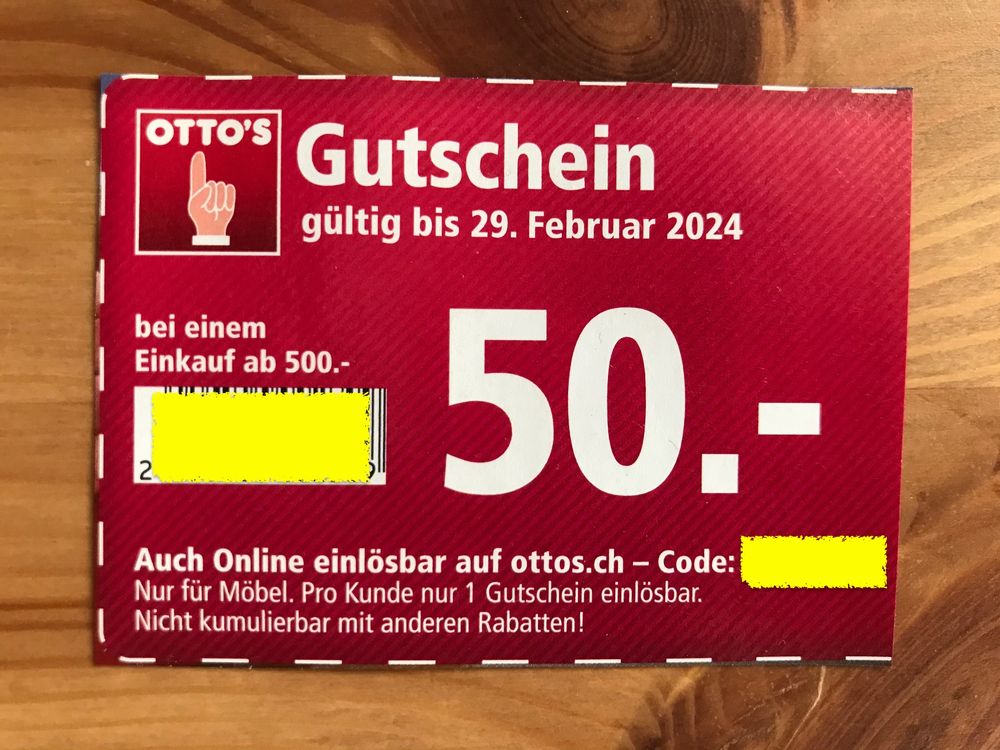 OTTO'S
Gutschein
gültig bis 29. Februar 2024
bei einem
Einkauf ab 500.-
50.-
2
Auch Online einlösbar auf ottos.ch – Code:
Nur für Möbel. Pro Kunde nur 1 Gutschein einlösbar.
Nicht kumulierbar mit anderen Rabatten!